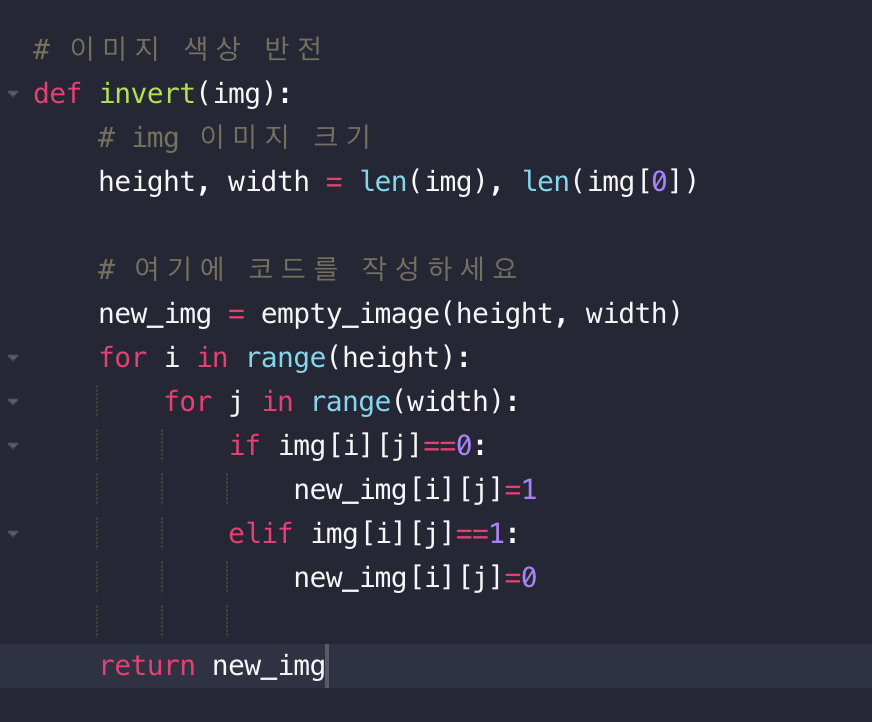 # 이미지 색상 반전
def invert(img):
    # img 이미지 크기
    height, width = len(img), len(img[0])

    # 여기에 코드를 작성하세요
    new_img = empty_image(height, width)
    for i in range(height):
        for j in range(width):
            if img[i][j]==0:
                new_img[i][j]=1
            elif img[i][j]==1:
                new_img[i][j]=0

    return new_img